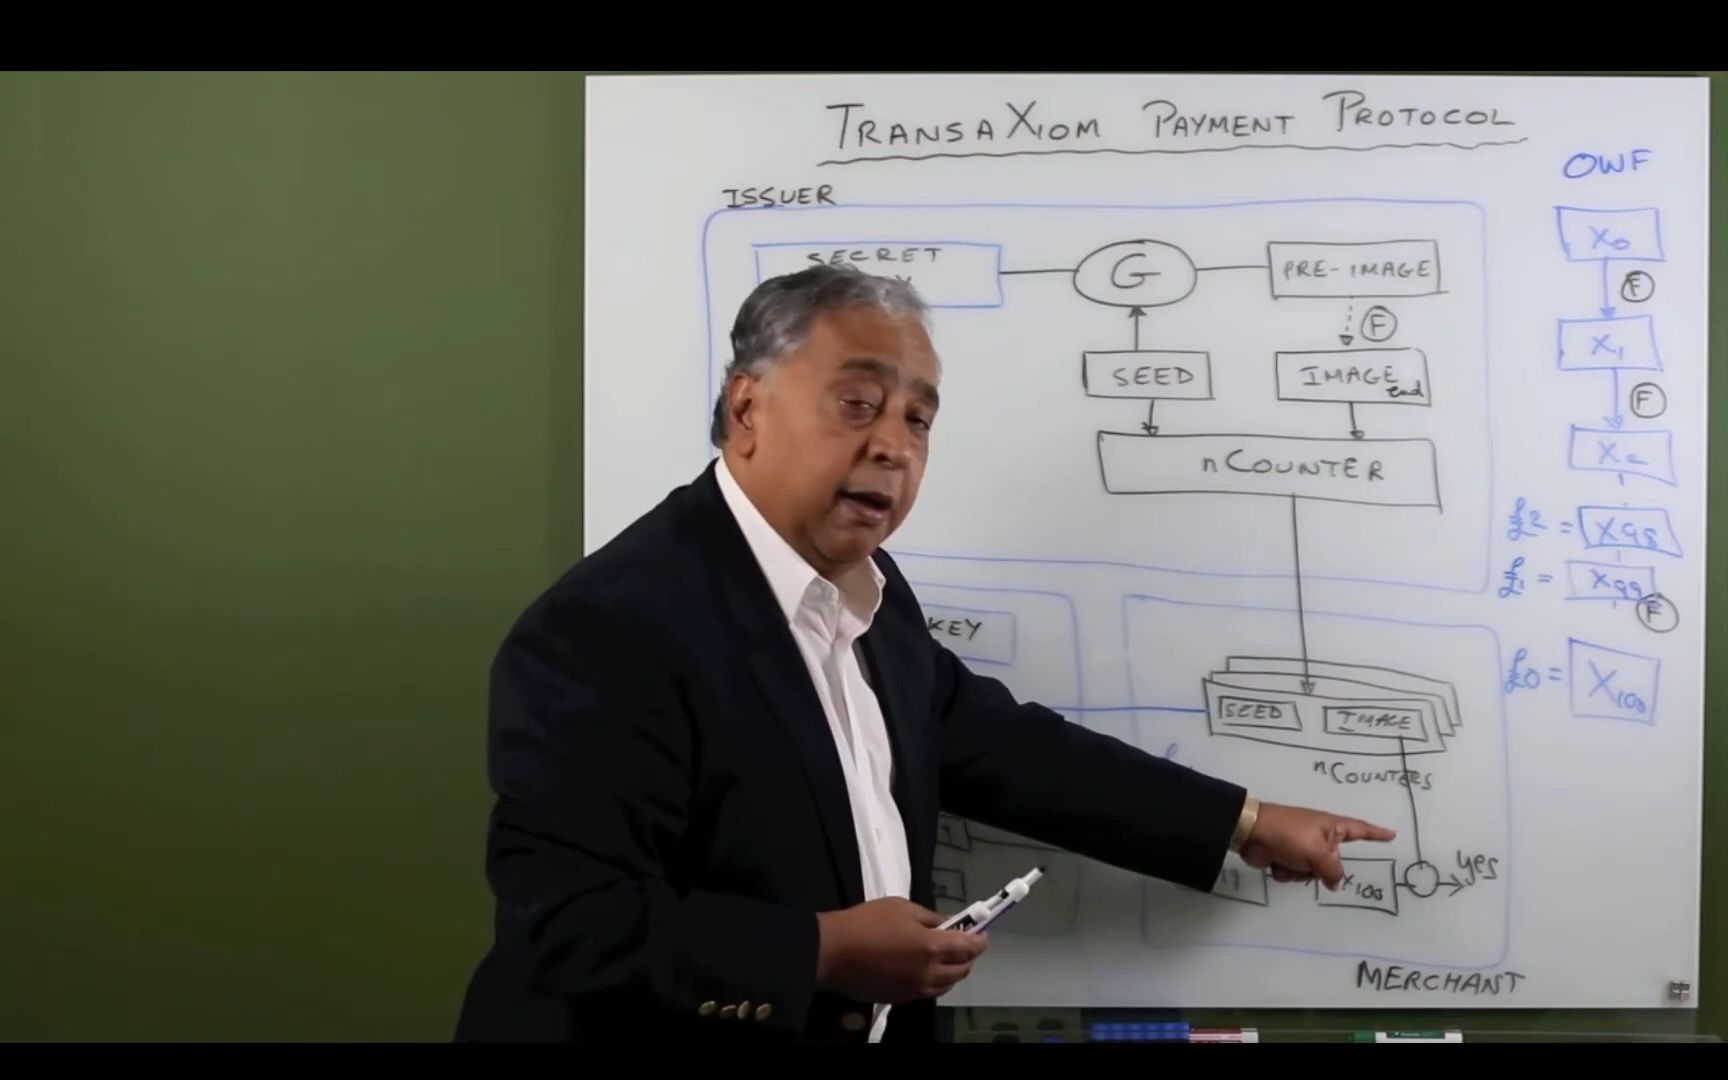 TRANSAXIOM PAYMENT PROTOCOL
OWF
ISSUER
SECRET
G
PRE-IMAGE
X0
F
F
X1
SEED
IMAGE end
F
nCOUNTER
X2
£2 = X98
£1 = X99
F
KEY
£0 = X100
SEED
IMAGE
nCOUNTERS
X100
yes
MERCHANT